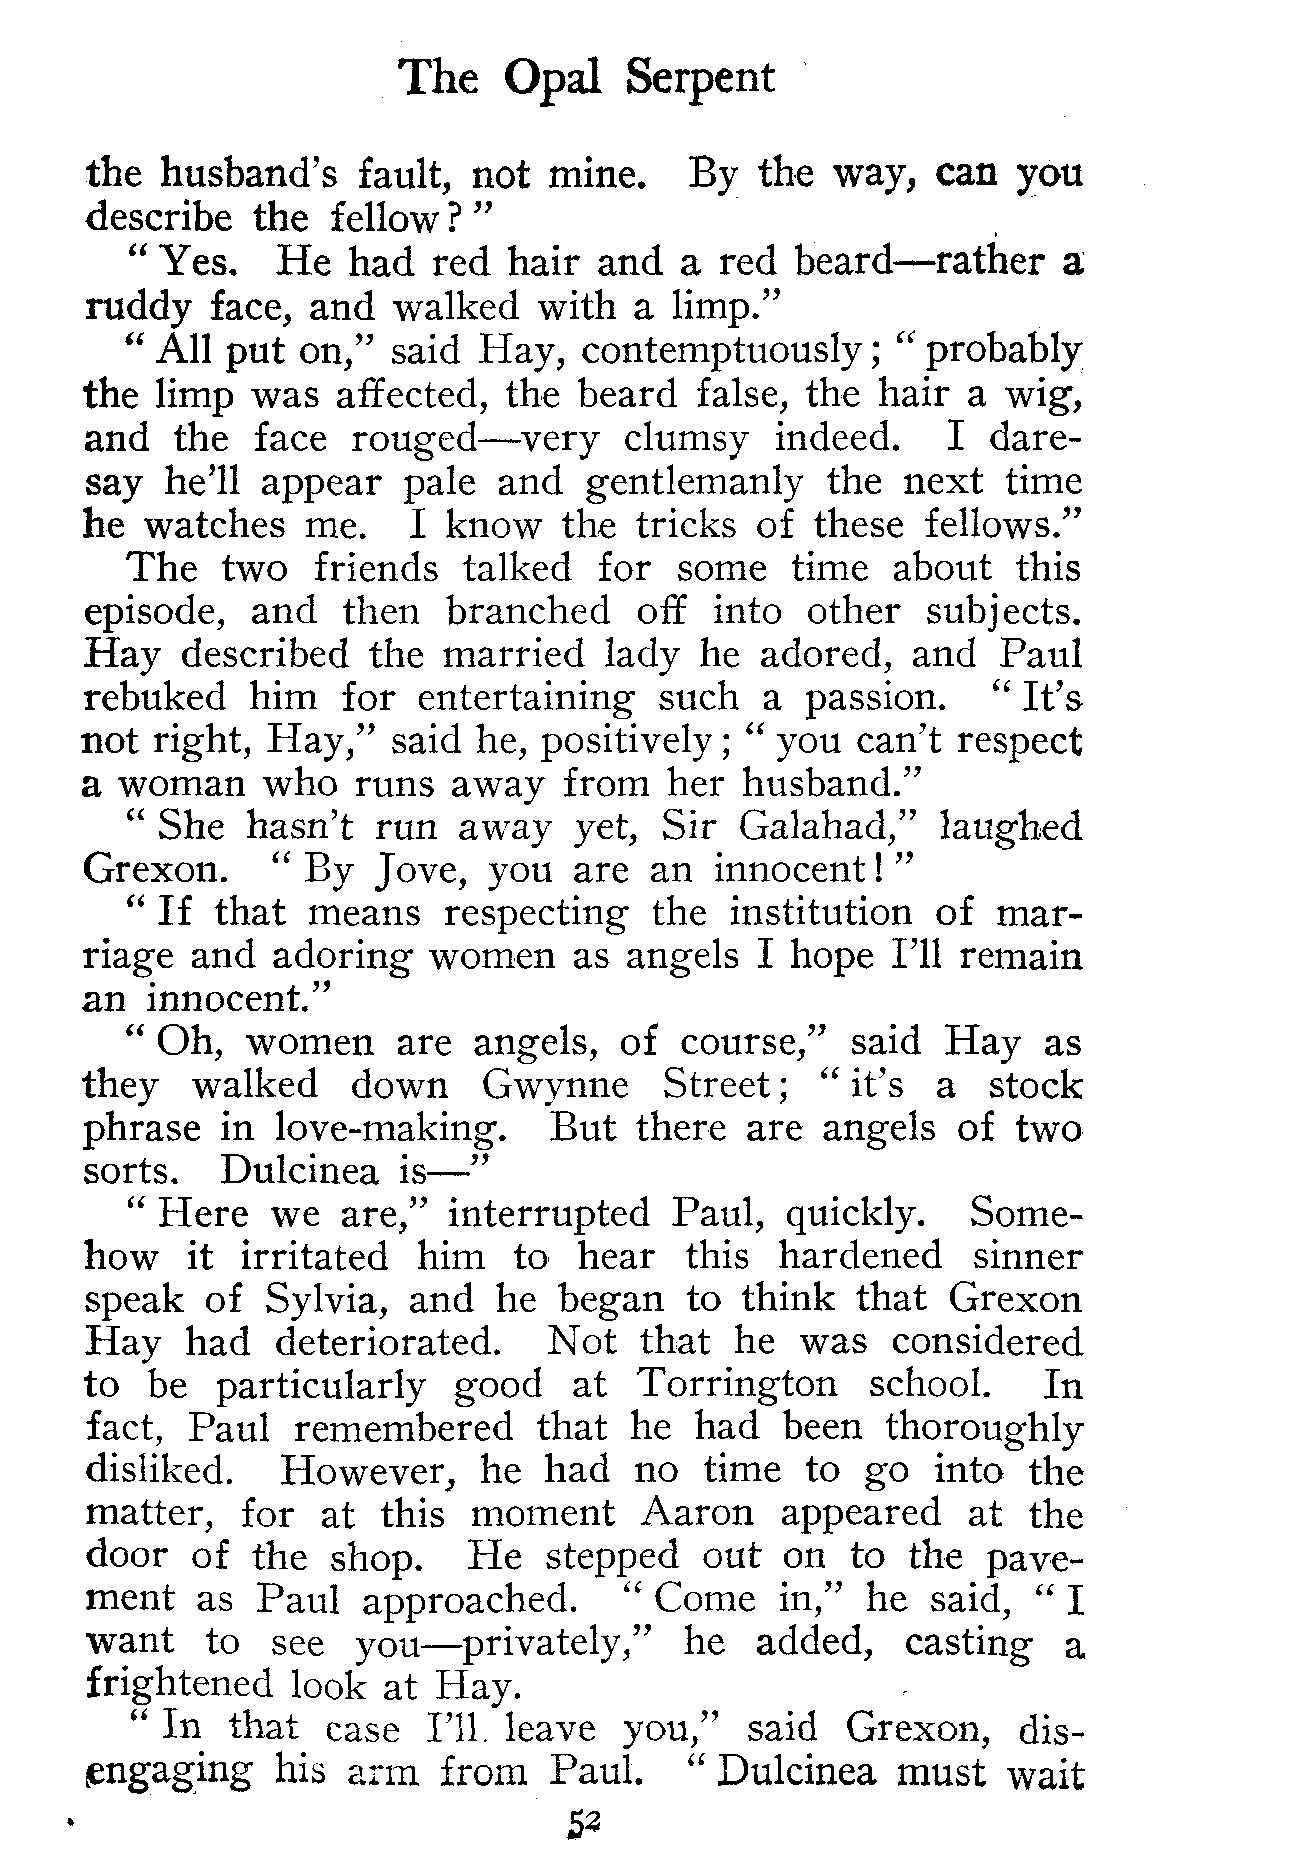 The Opal Serpent
the husband's fault, not mine. By the way, can you
describe the fellow?"
"Yes. He had red hair and a red beard—rather a
ruddy face, and walked with a limp."
"All put on," said Hay, contemptuously; "probably
the limp was affected, the beard false, the hair a wig,
and the face rouged—very clumsy indeed. I dare-
say he'll appear pale and gentlemanly the next time
he watches me. I know the tricks of these fellows."
The two friends talked for some time about this
episode, and then branched off into other subjects.
Hay described the married lady he adored, and Paul
rebuked him for entertaining such a passion. "It's
not right, Hay," said he, positively; "you can't respect
a woman who runs away from her husband."
"She hasn't run away yet, Sir Galahad," laughed
Grexon. "By Jove, you are an innocent!"
"If that means respecting the institution of mar-
riage and adoring women as angels I hope I'll remain
an innocent."
"Oh, women are angels, of course," said Hay as
they walked down Gwynne Street; "it's a stock
phrase in love-making. But there are angels of two
sorts. Dulcinea is—"
"Here we are," interrupted Paul, quickly. Some-
how it irritated him to hear this hardened sinner
speak of Sylvia, and he began to think that Grexon
Hay had deteriorated. Not that he was considered
to be particularly good at Torrington school. In
fact, Paul remembered that he had been thoroughly
disliked. However, he had no time to go into the
matter, for at this moment Aaron appeared at the
door of the shop. He stepped out on to the pave-
ment as Paul approached. "Come in," he said, "I
want to see you—privately," he added, casting a
frightened look at Hay.
"In that case I'll leave you," said Grexon, dis-
engaging his arm from Paul. "Dulcinea must wait
52